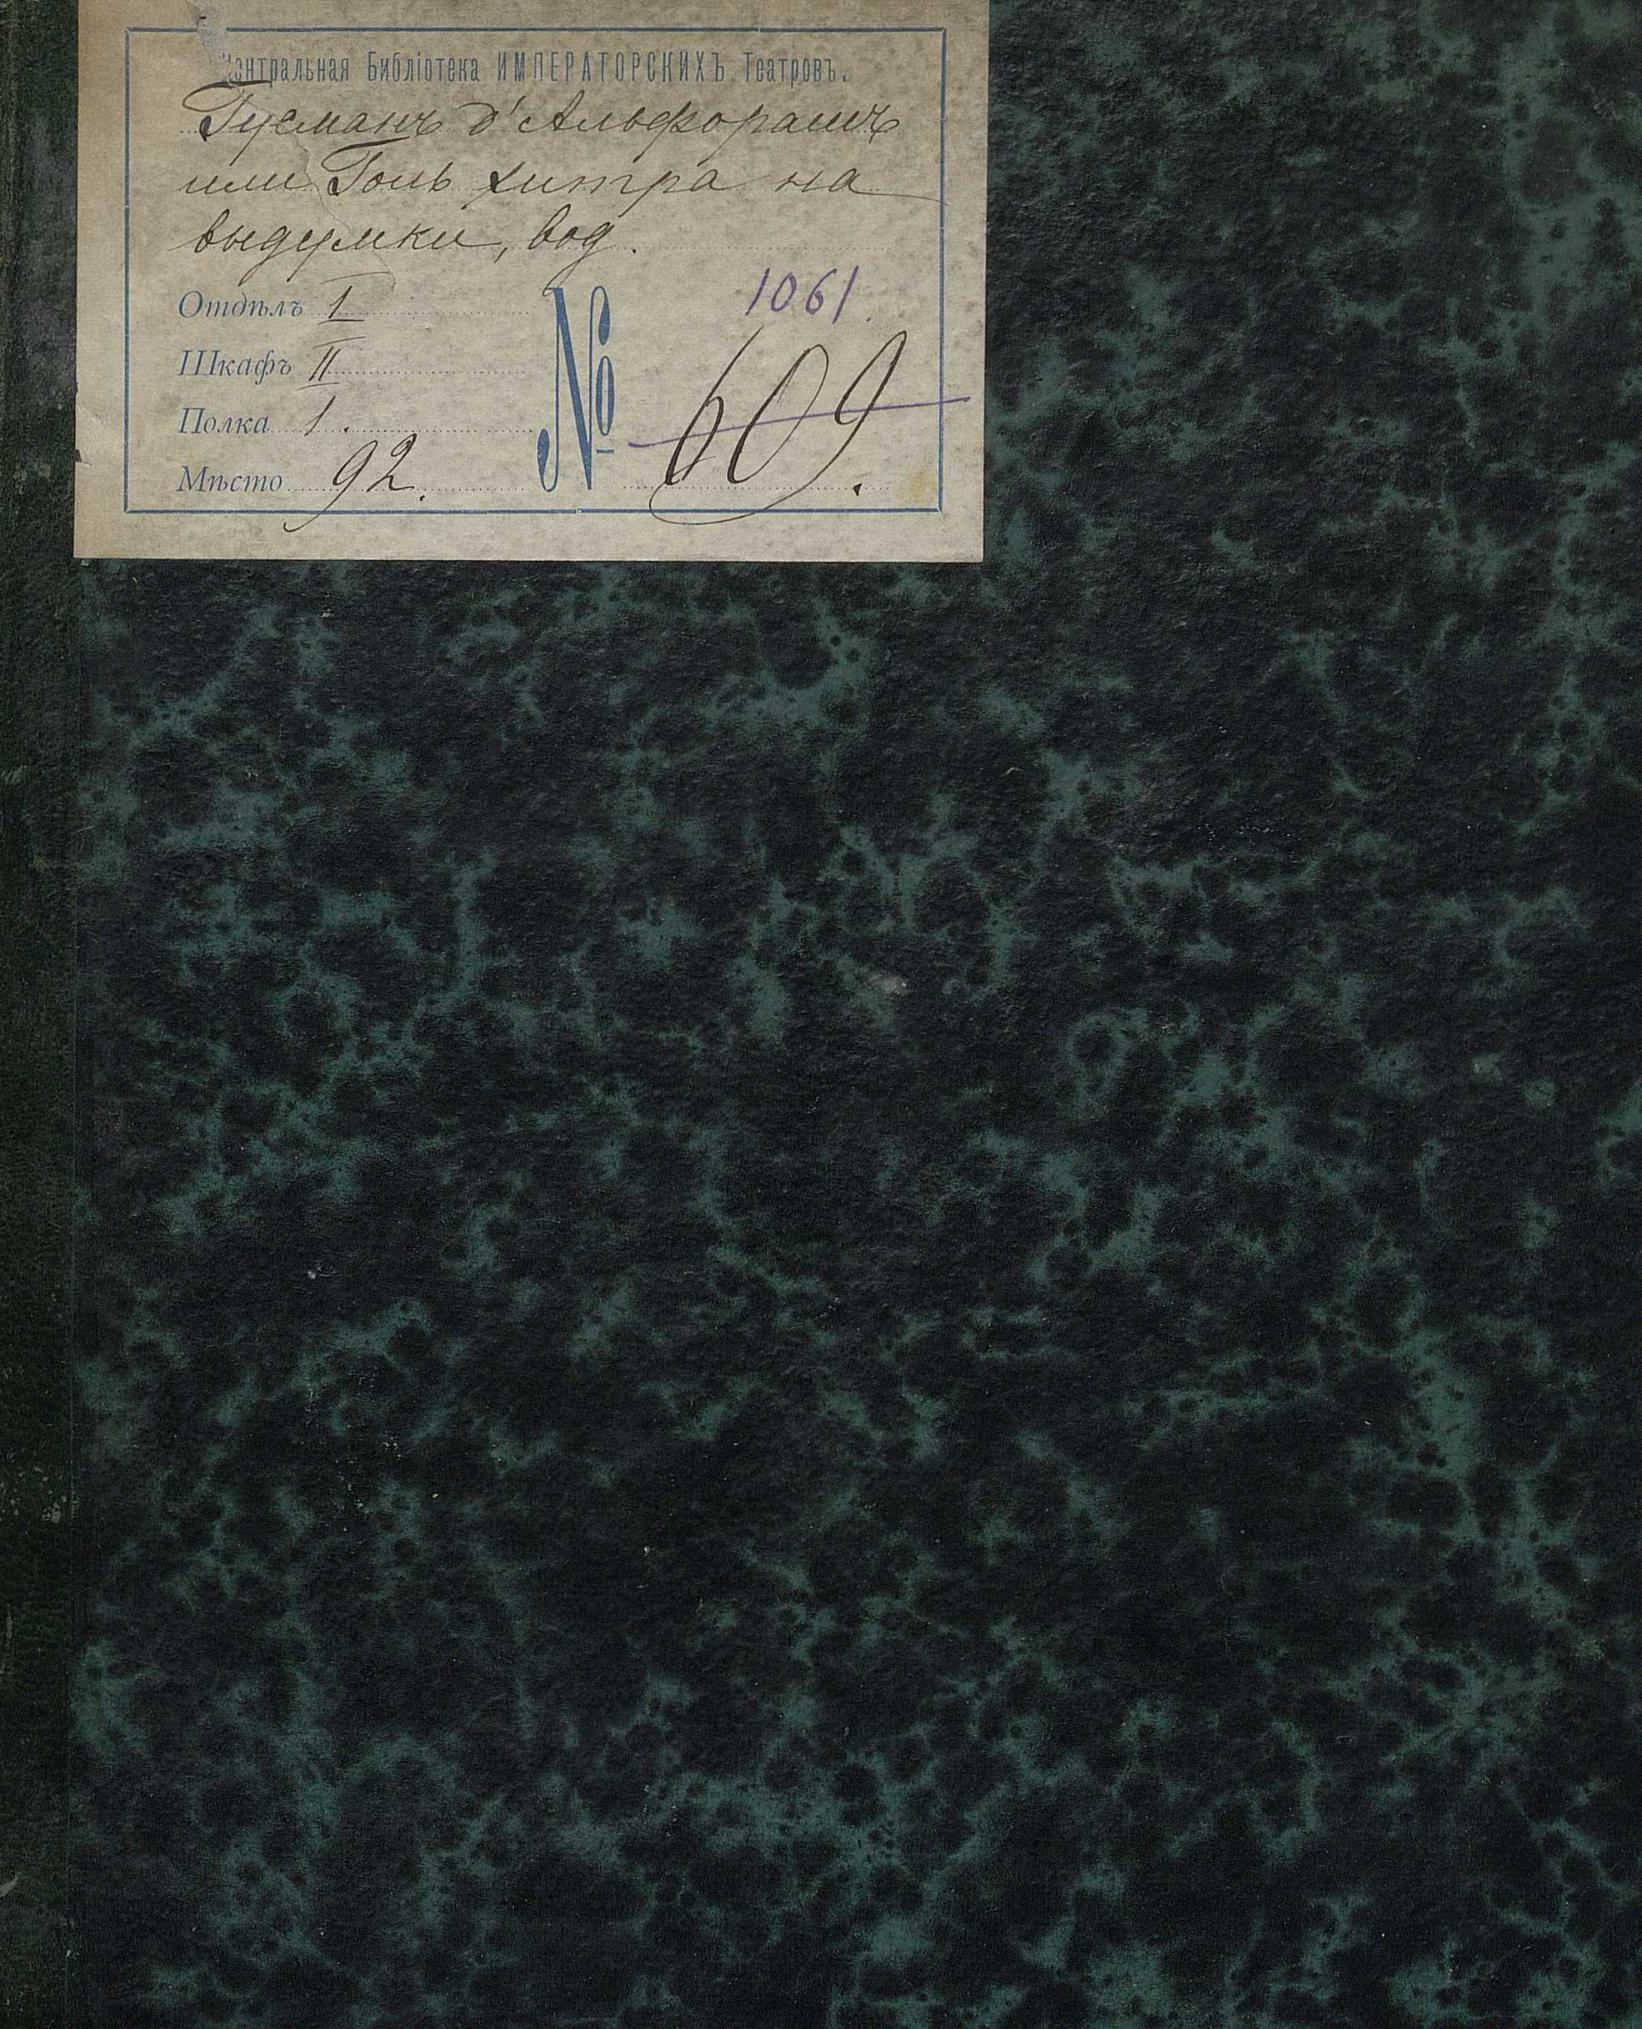 Центральная Библіотека ИМПЕРАТОРСКИХЪ Театровъ.
Гусманъ д'Альфорашъ
или Голь хитра на
выдумки, вод.
Отдѣлъ I
1061.
Шкафъ II
Полка 1.
№ 609.
Мѣсто 92.